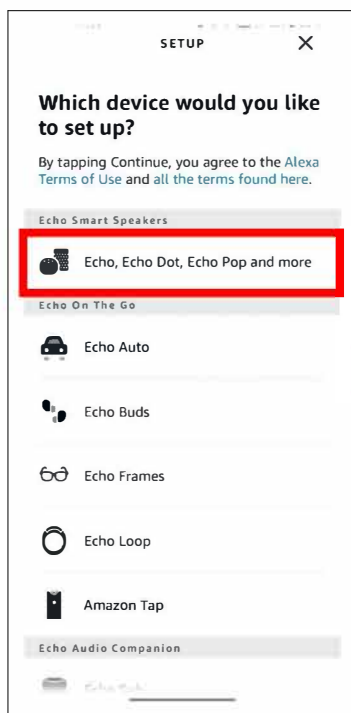 SETUP
Which device would you like
to set up?
By tapping Continue, you agree to the Alexa
Terms of Use and all the terms found here.
Echo Smart Speakers
Echo, Echo Dot, Echo Pop and more
Echo On The Go
Echo Auto
Echo Buds
Echo Frames
Echo Loop
Amazon Tap
Echo Audio Companion